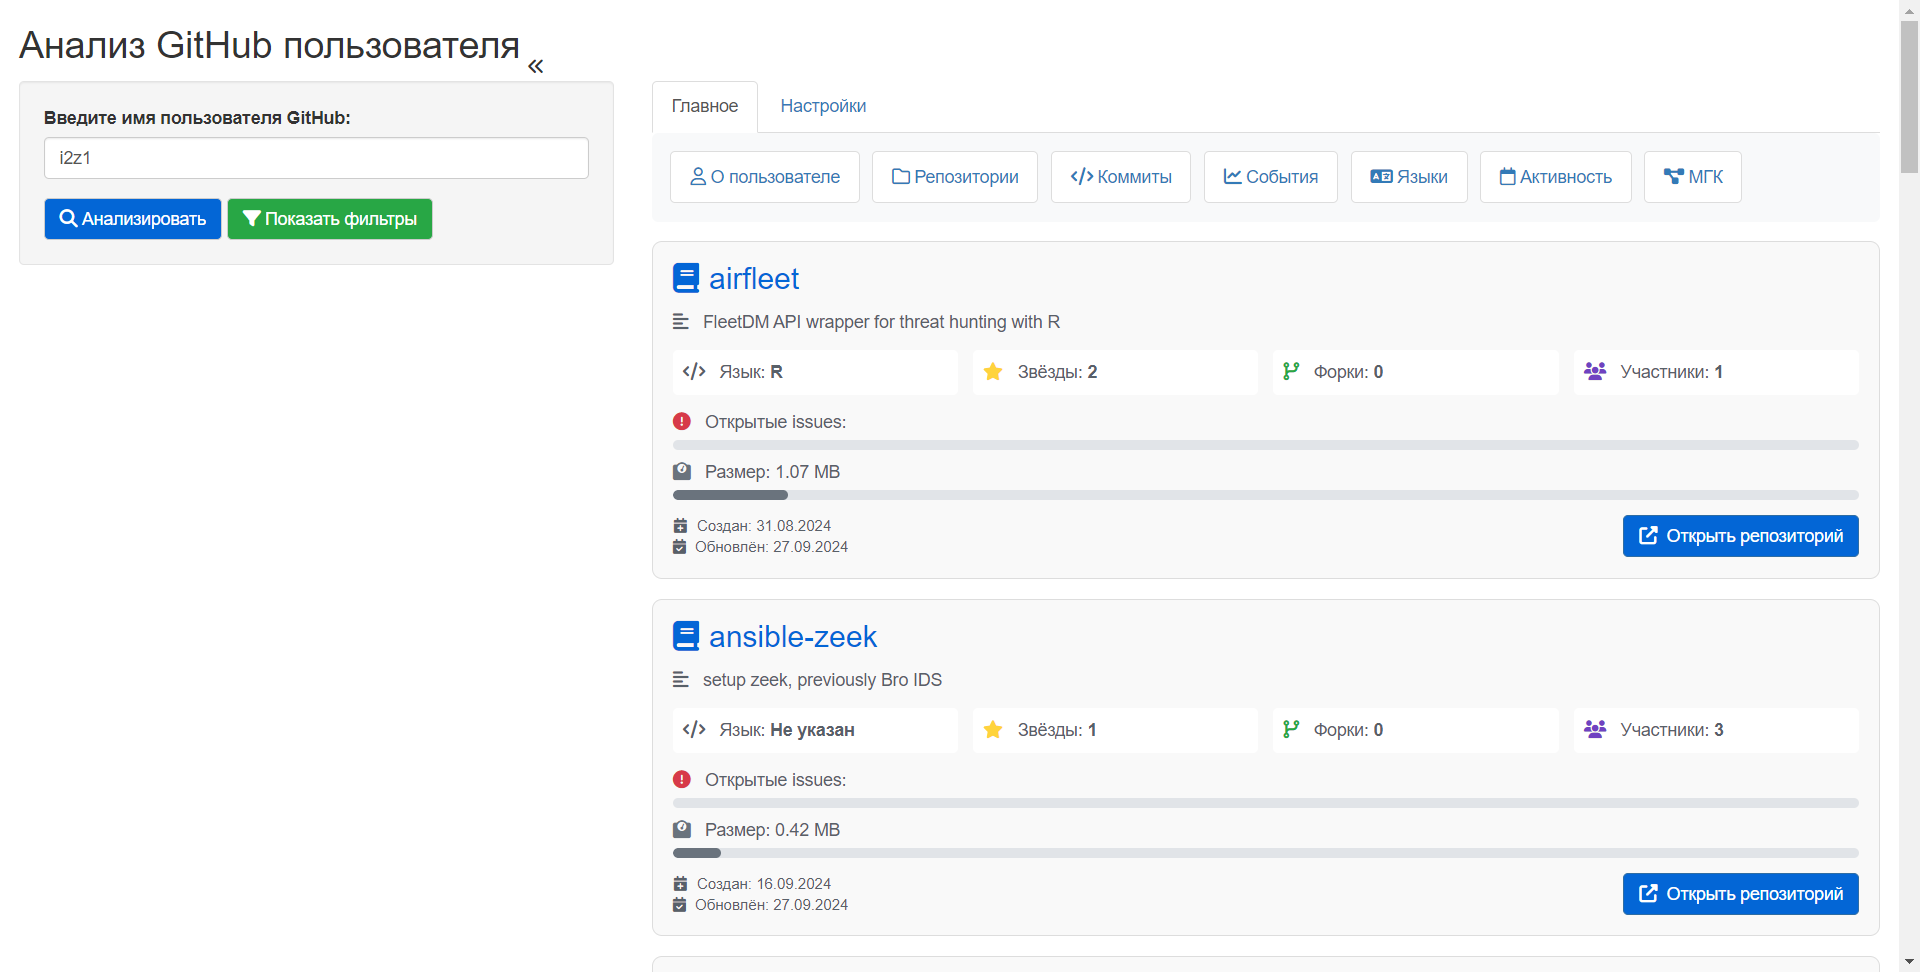 Анализ GitHub пользователя
«
Введите имя пользователя GitHub:
i2z1
Анализировать Показать фильтры
Главное Настройки
О пользователе Репозитории Коммиты События Языки Активность МГК
airfleet
FleetDM API wrapper for threat hunting with R
Язык: R Звёзды: 2 Форки: 0 Участники: 1
Открытые issues:
Размер: 1.07 MB
Создан: 31.08.2024
Обновлён: 27.09.2024
Открыть репозиторий
ansible-zeek
setup zeek, previously Bro IDS
Язык: Не указан Звёзды: 1 Форки: 0 Участники: 3
Открытые issues:
Размер: 0.42 MB
Создан: 16.09.2024
Обновлён: 27.09.2024
Открыть репозиторий